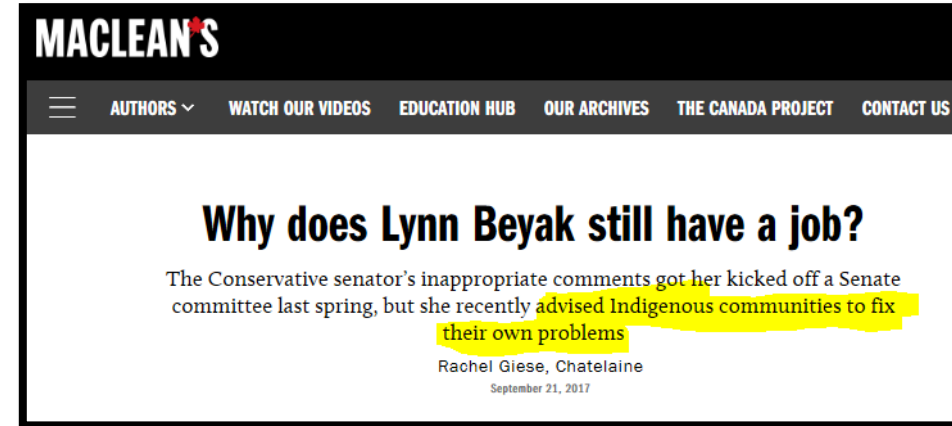 MACLEAN'S
AUTHORS WATCH OUR VIDEOS EDUCATION HUB OUR ARCHIVES THE CANADA PROJECT CONTACT US
Why does Lynn Beyak still have a job?
The Conservative senator's inappropriate comments got her kicked off a Senate
committee last spring, but she recently advised Indigenous communities to fix
their own problems
Rachel Giese, Chatelaine
September 21, 2017